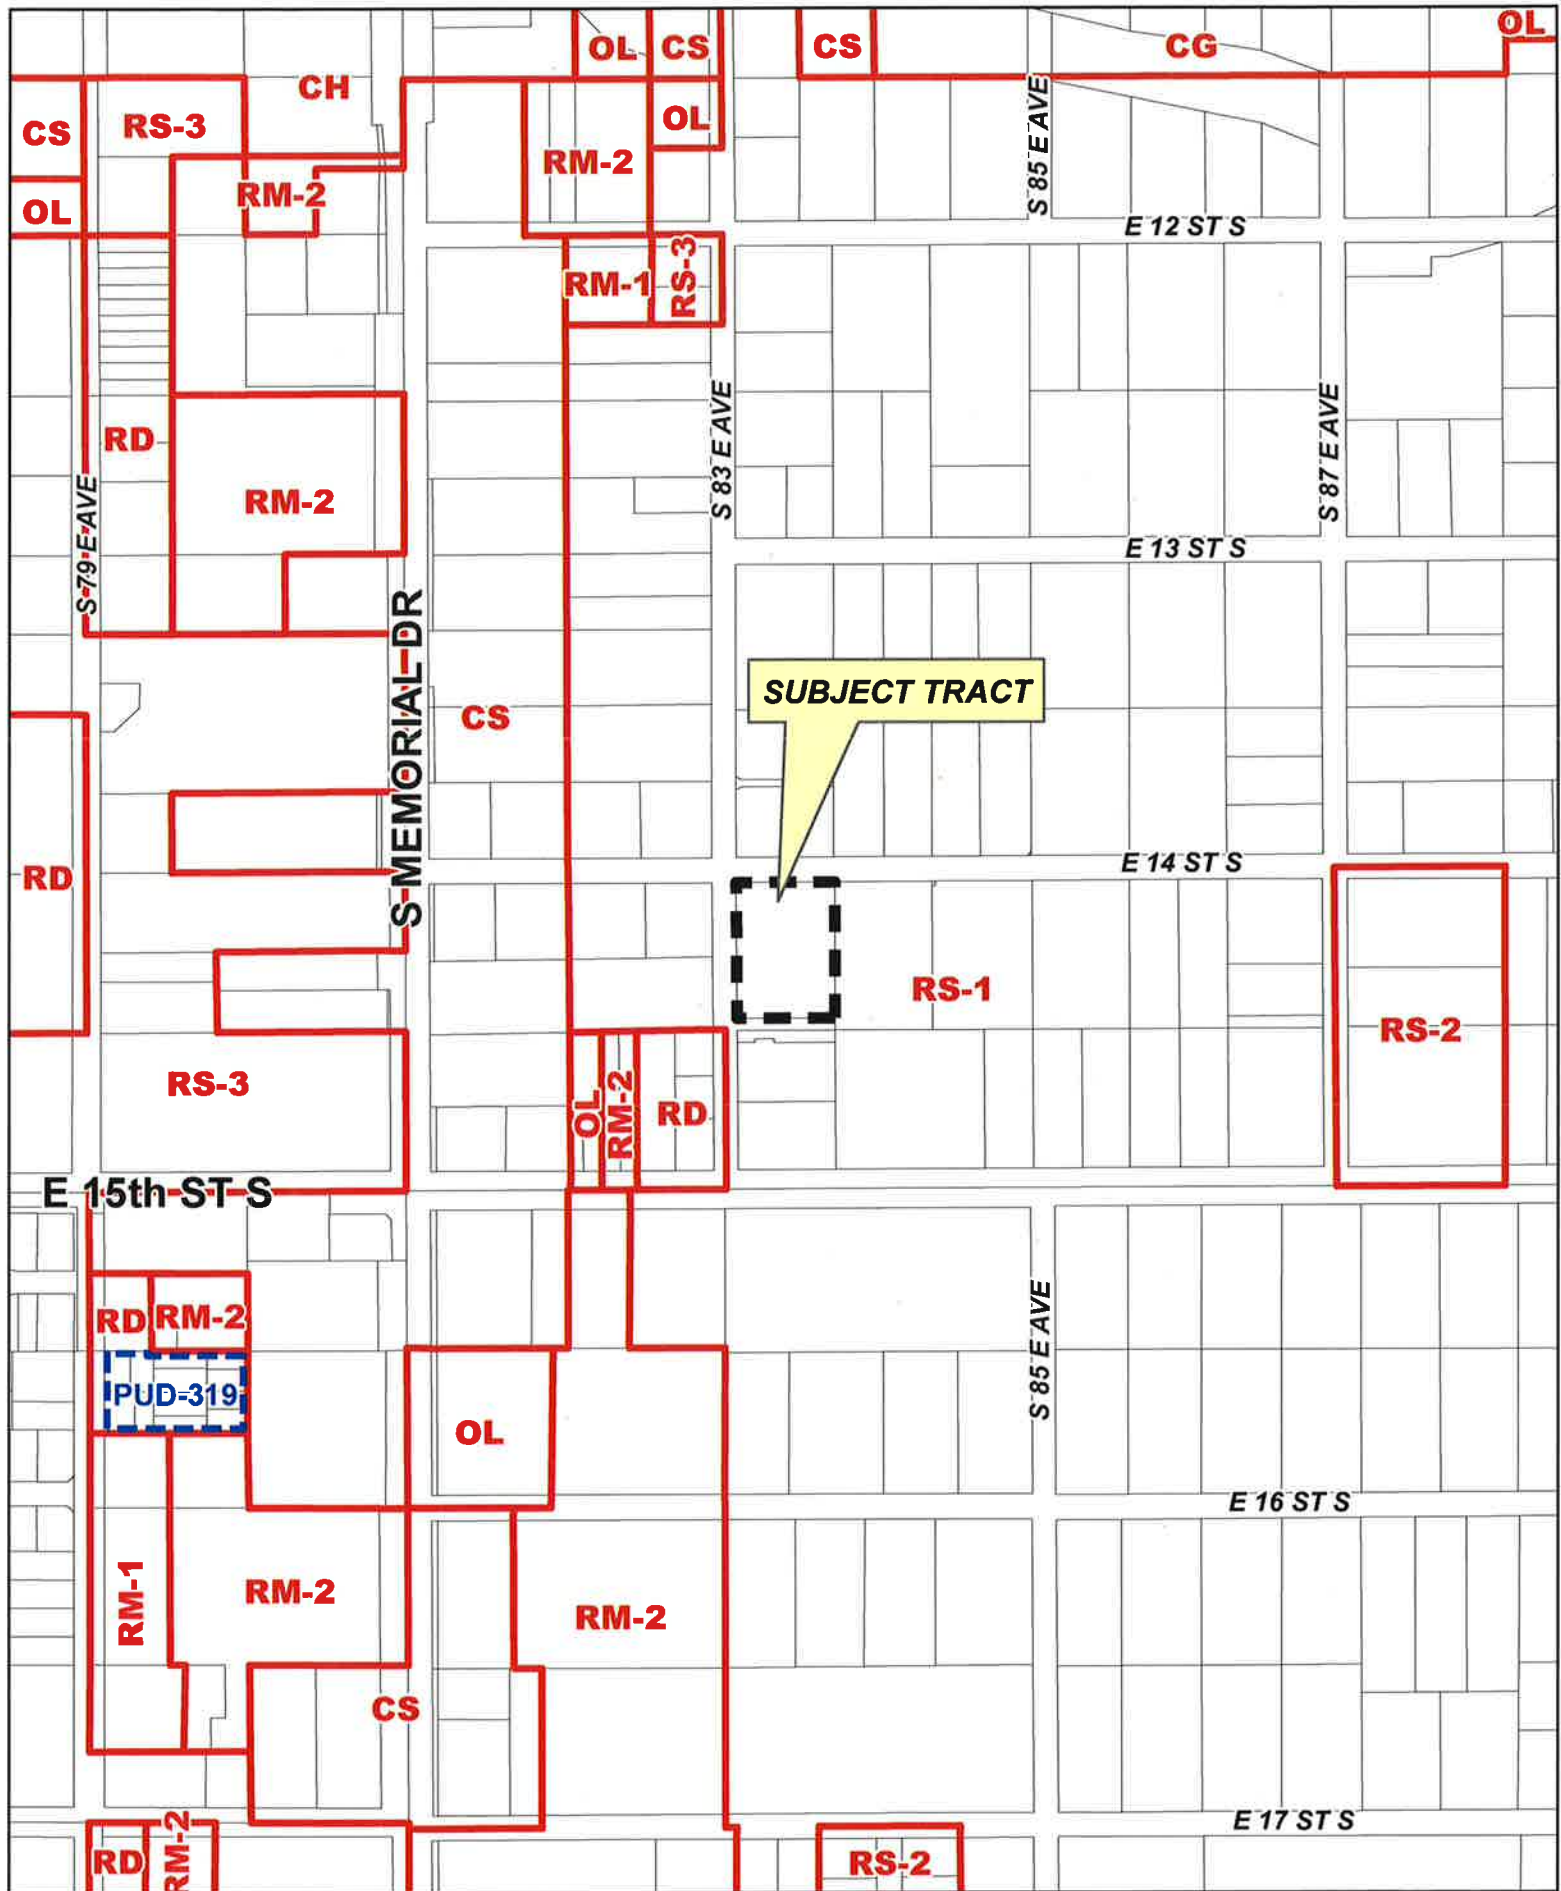 OL
CS
CS
CG
OL
CH
CS
RS-3
OL
RM-2
S 85 E AVE
RM-2
OL
E 12 ST S
RM-1
RS-3
RD
S 83 E AVE
S 87 E AVE
RM-2
S 79 E AVE
E 13 ST S
S MEMORIAL DR
SUBJECT TRACT
CS
E 14 ST S
RD
RS-1
RS-2
RS-3
OL
RM-2
RD
E 15th ST S
RD
RM-2
S 85 E AVE
PUD-319
OL
E 16 ST S
RM-1
RM-2
RM-2
CS
E 17 ST S
RD
RM-2
RS-2